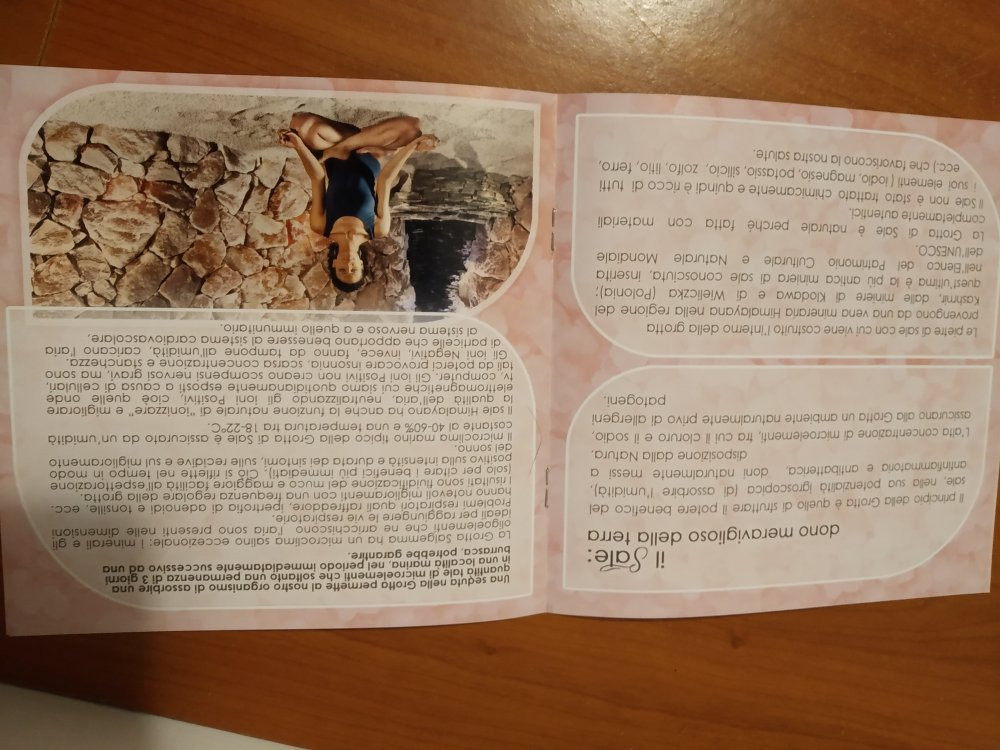 il Sale:
dono meraviglioso della terra
Il principio della Grotta è quello di sfruttare il potere benefico del
sale, nella sua potenzialità igroscopica (di assorbire l'umidità),
antinfiammatoria e antibatterica, doni naturalmente messi a
disposizione dalla Natura.
L'alta concentrazione di microelementi, tra cui il cloruro e il sodio,
assicurano alla Grotta un ambiente naturalmente privo di allergeni
patogeni.
Le pietre di sale con cui viene costruito l'interno della grotta
provengono da una vena mineraria Himalayana nella regione del
Kashmir, dalle miniere di Klodawa e di Wieliczka (Polonia);
quest'ultima è la più antica miniera di sale conosciuta, inserita
nell'Elenco del Patrimonio Culturale e Naturale Mondiale
dell'UNESCO.
La Grotta di Sale è naturale perché fatta con materiali
completamente autentici.
Il Sale non è stato trattato chimicamente e quindi è ricco di tutti
i suoi elementi (iodio, magnesio, potassio, silicio, zolfo, litio, ferro,
ecc.) che favoriscono la nostra salute.
Una seduta nella Grotta permette al nostro organismo di assorbire una
quantità tale di microelementi che soltanto una permanenza di 3 giorni
in una località marina, nel periodo immediatamente successivo ad una
burrasca, potrebbe garantire.
La Grotta Salgemma ha un microclima salino eccezionale: i minerali e gli
oligoelementi che ne arricchiscono l'aria sono presenti nelle dimensioni
ideali per raggiungere le vie respiratorie.
Problemi respiratori quali raffreddore, ipertrofia di adenoidi e tonsille, ecc.
hanno notevoli miglioramenti con una frequenza regolare della grotta.
I risultati sono fluidificazione del muco e maggiore facilità all'espettorazione
(solo per citare i benefici più immediati). Ciò si riflette nel tempo in modo
positivo sulla intensità e durata dei sintomi, sulle recidive e sul miglioramento
del sonno.
Il microclima marino tipico della Grotta di Sale è assicurato da un'umidità
costante al 40-60% e una temperatura tra 18-22°C.
Il sale Himalayano ha anche la funzione naturale di "ionizzare" e migliorare
la qualità dell'aria, neutralizzando gli ioni Positivi, cioè quelle onde
elettromagnetiche cui siamo quotidianamente esposti a causa di cellulari,
tv, computer. Gli ioni Positivi non creano scompensi nervosi gravi, ma sono
tali da poterci provocare insonnia, scarsa concentrazione e stanchezza.
Gli ioni Negativi, invece, fanno da tampone all'umidità, caricano l'aria
di particelle che apportano benessere al sistema cardiovascolare,
al sistema nervoso e a quello immunitario.